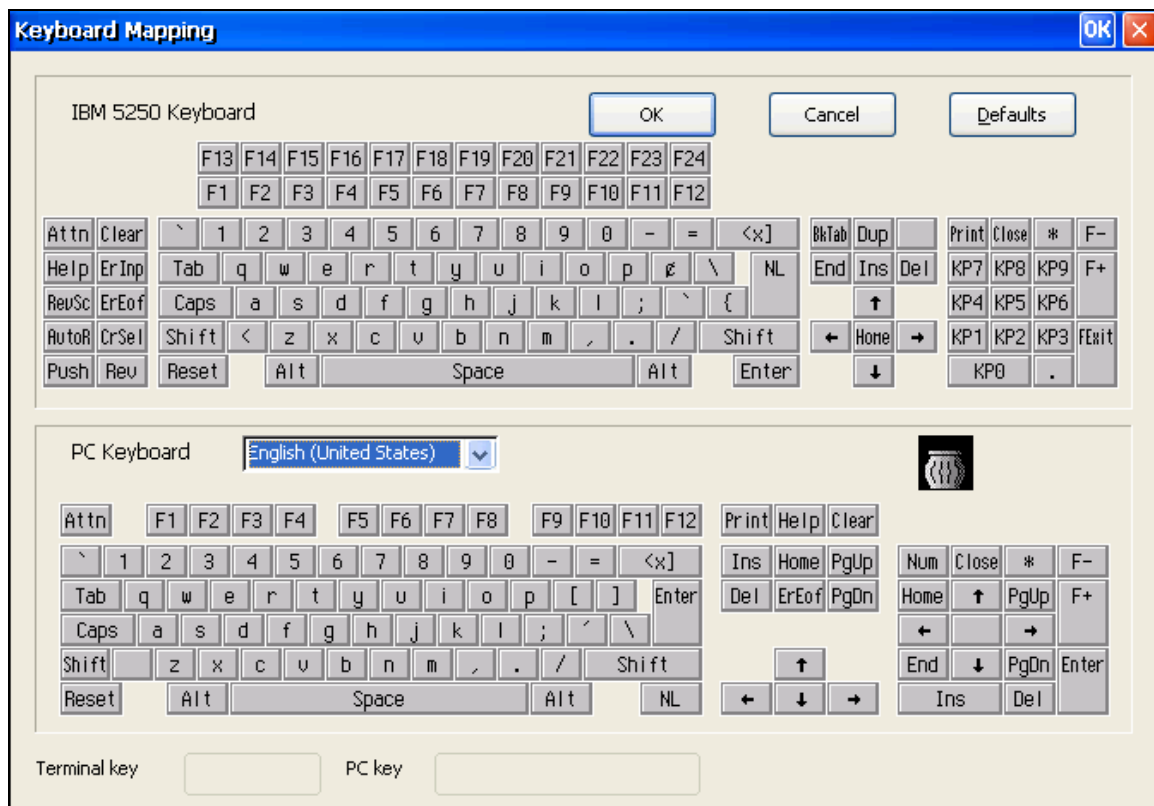 Keyboard Mapping OK
IBM 5250 Keyboard OK Cancel Defaults
F13 F14 F15 F16 F17 F18 F19 F20 F21 F22 F23 F24
F1 F2 F3 F4 F5 F6 F7 F8 F9 F10 F11 F12
Attn Clear ` 1 2 3 4 5 6 7 8 9 0 - = <x] BkTab Dup Print Close * F-
Help ErInp Tab q w e r t y u i o p ¢ \ NL End Ins Del KP7 KP8 KP9 F+
RevSc ErEof Caps a s d f g h j k l ; ` { ↑ KP4 KP5 KP6
AutoR CrSel Shift < z x c v b n m , . / Shift ← Home → KP1 KP2 KP3 FExit
Push Rev Reset Alt Space Alt Enter ↓ KP0 .
PC Keyboard English (United States)
Attn F1 F2 F3 F4 F5 F6 F7 F8 F9 F10 F11 F12 Print Help Clear
` 1 2 3 4 5 6 7 8 9 0 - = <x] Ins Home PgUp Num Close * F-
Tab q w e r t y u i o p [ ] Enter Del ErEof PgDn Home ↑ PgUp F+
Caps a s d f g h j k l ; ´ \ ← →
Shift z x c v b n m , . / Shift ↑ End ↓ PgDn Enter
Reset Alt Space Alt NL ← ↓ → Ins Del
Terminal key PC key